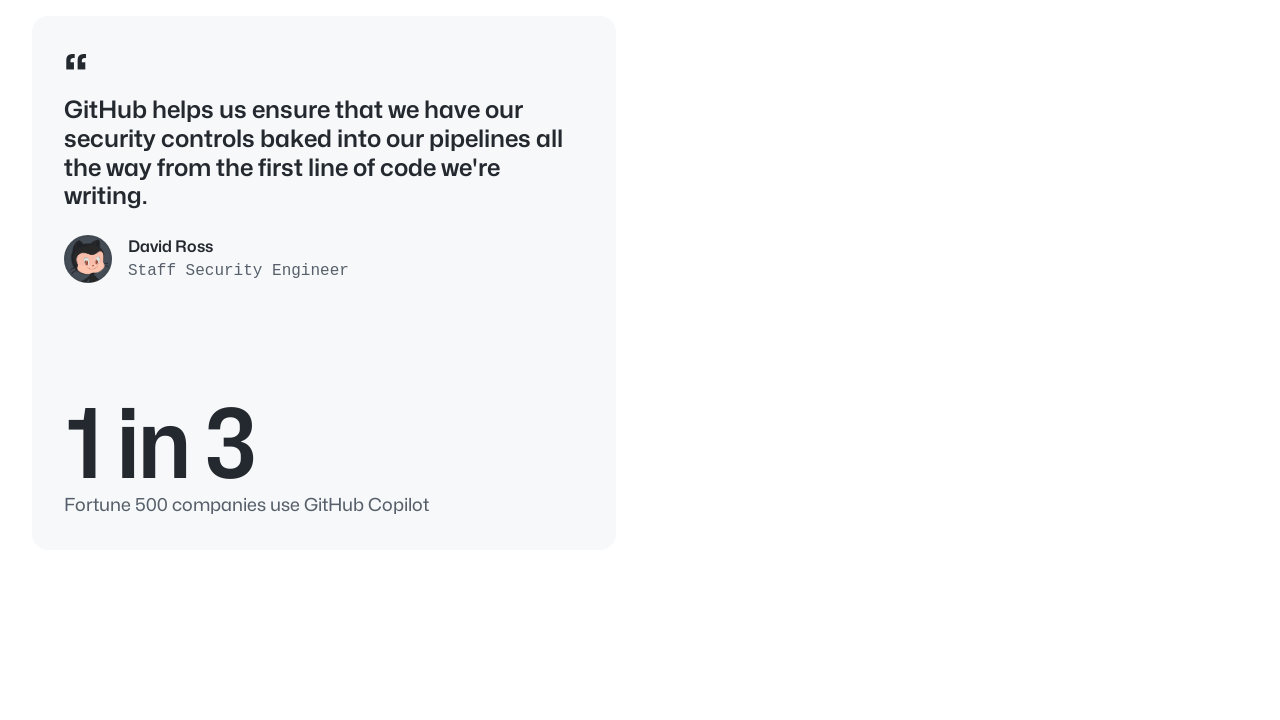 “
GitHub helps us ensure that we have our
security controls baked into our pipelines all
the way from the first line of code we're
writing.
David Ross
Staff Security Engineer
1 in 3
Fortune 500 companies use GitHub Copilot